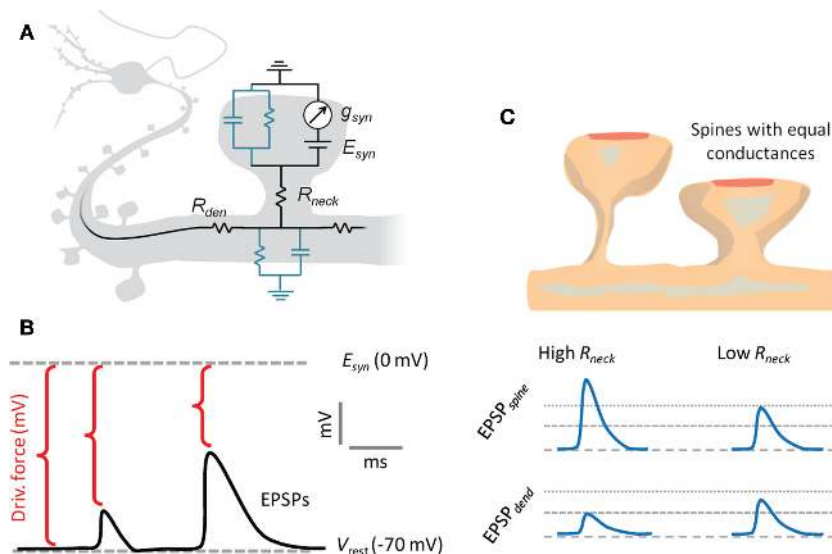 A
g_syn
E_syn
R_neck
R_den
B
E_syn (0 mV)
Driv. force (mV)
mV
ms
EPSPs
V_rest (-70 mV)
C
Spines with equal
conductances
High R_neck
Low R_neck
EPSP_spine
EPSP_dend